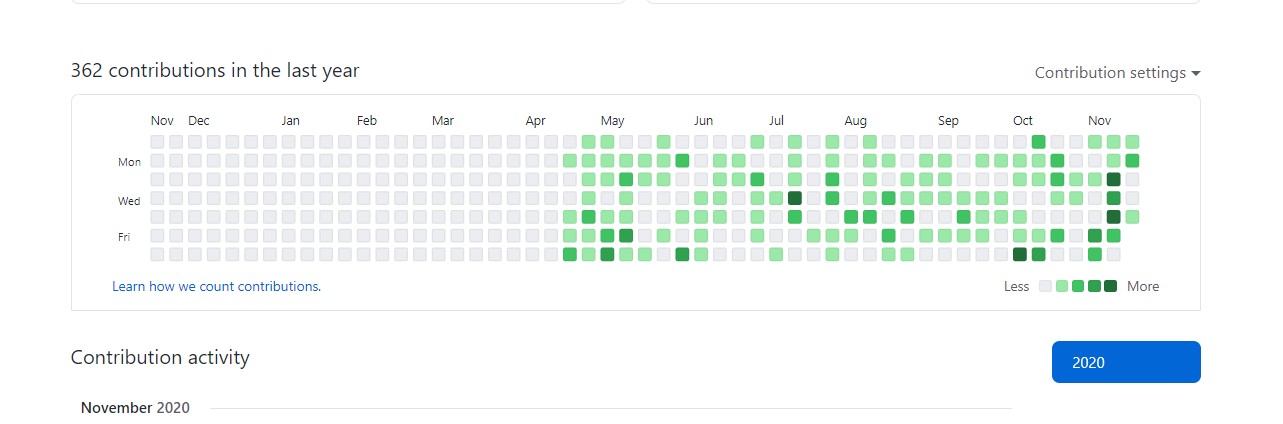 362 contributions in the last year
Contribution settings
Nov Dec Jan Feb Mar Apr May Jun Jul Aug Sep Oct Nov
Mon
Wed
Fri
Learn how we count contributions.
Less More
Contribution activity
2020
November 2020